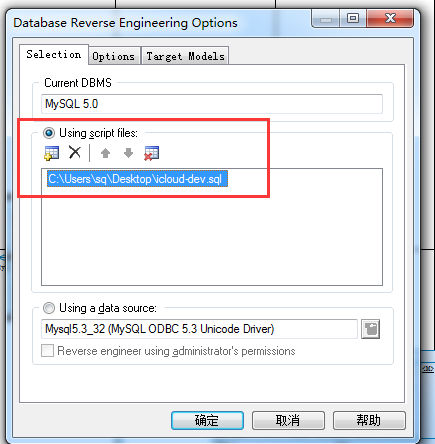 Database Reverse Engineering Options
Selection Options Target Models
Current DBMS
MySQL 5.0
Using script files:
C:\Users\sq\Desktop\icloud-dev.sql
Using a data source:
Mysql5.3_32 (MySQL ODBC 5.3 Unicode Driver)
Reverse engineer using administrator's permissions
确定 取消 帮助